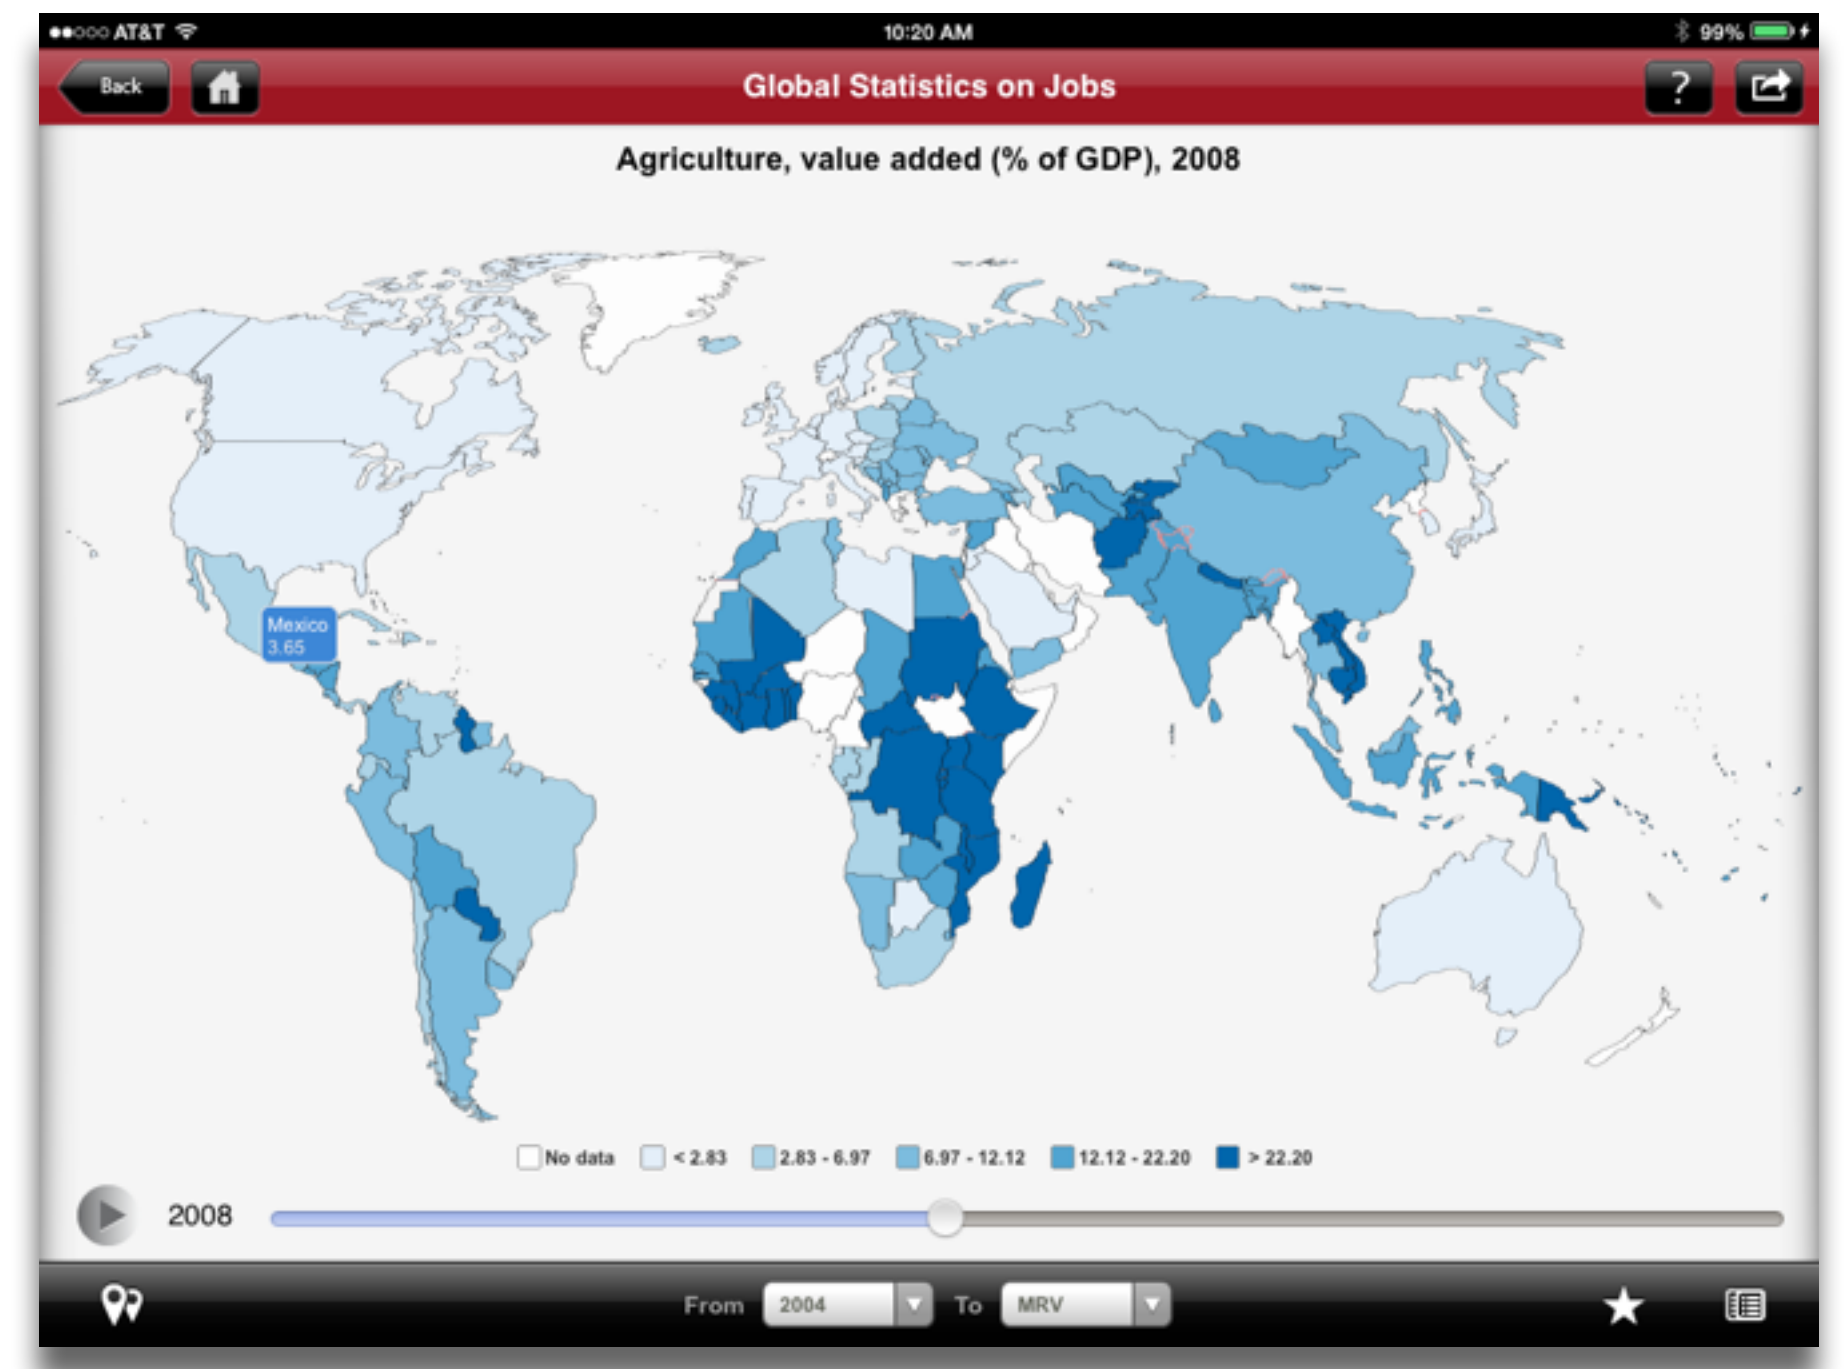 AT&T 10:20 AM 99%
Back Global Statistics on Jobs ?
Agriculture, value added (% of GDP), 2008
Mexico
3.65
No data < 2.83 2.83 - 6.97 6.97 - 12.12 12.12 - 22.20 > 22.20
2008
From 2004 To MRV